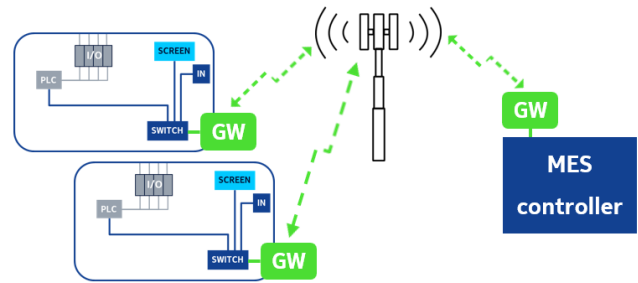 I/O
SCREEN
PLC
IN
SWITCH
GW
I/O
SCREEN
PLC
IN
SWITCH
GW
GW
MES
controller